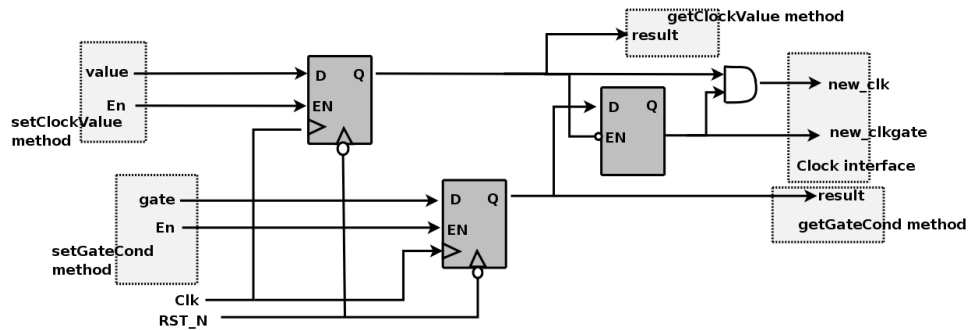 getClockValue method
result
value
D
Q
En
EN
setClockValue
method
D
Q
EN
new_clk
new_clkgate
Clock interface
gate
D
Q
result
En
EN
getGateCond method
setGateCond
method
Clk
RST_N